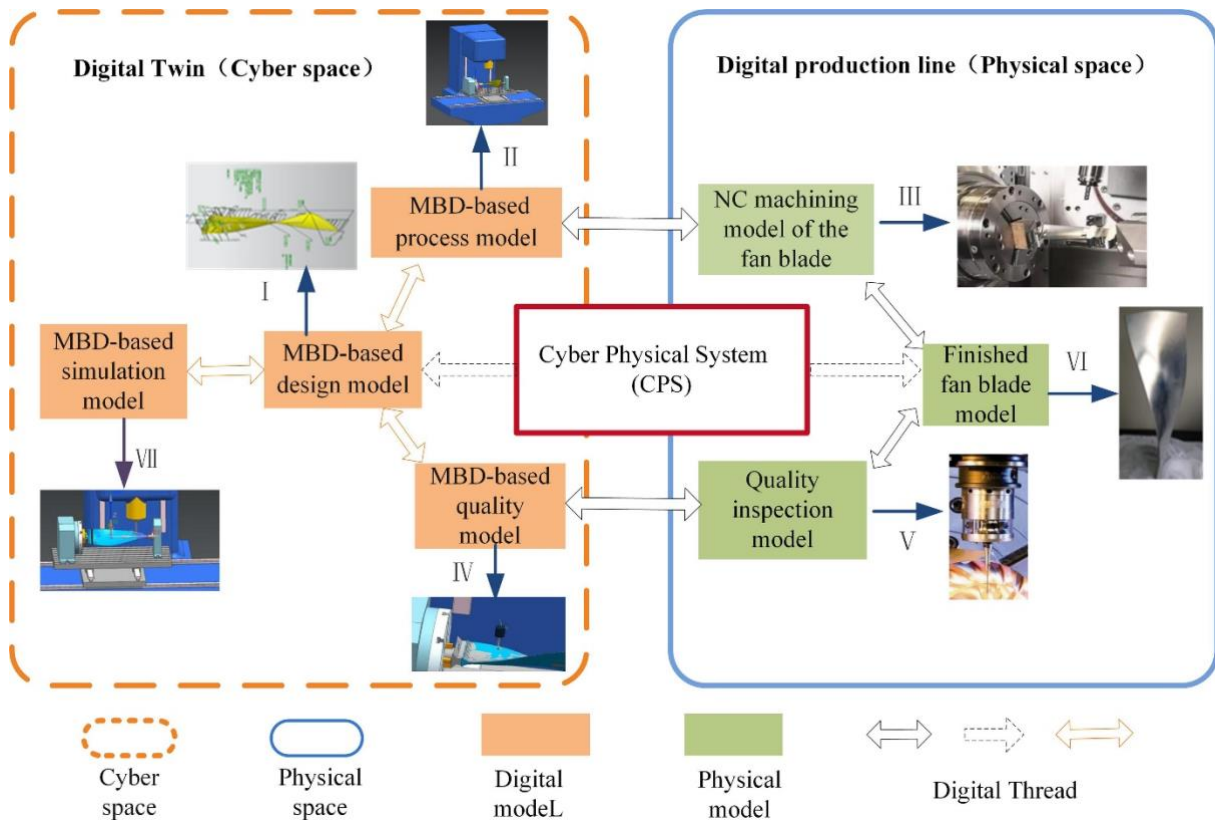 Digital Twin（Cyber space）
Digital production line（Physical space）
II
MBD-based
process model
NC machining
model of the
fan blade
III
I
MBD-based
simulation
model
MBD-based
design model
Cyber Physical System
(CPS)
Finished
fan blade
model
VI
VII
MBD-based
quality
model
Quality
inspection
model
IV
V
Cyber
space
Physical
space
Digital
modeL
Physical
model
Digital Thread